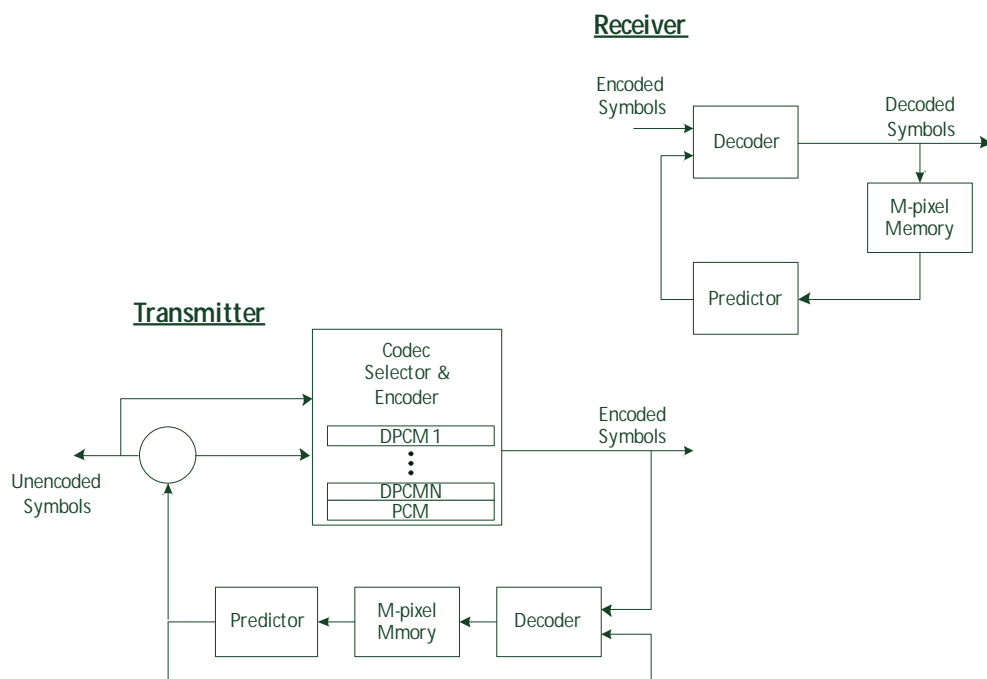 Receiver
Encoded
Symbols
Decoder
Decoded
Symbols
M-pixel
Memory
Predictor
Transmitter
Codec
Selector &
Encoder
DPCM 1
DPCMN
PCM
Encoded
Symbols
Unencoded
Symbols
Predictor
M-pixel
Mmory
Decoder